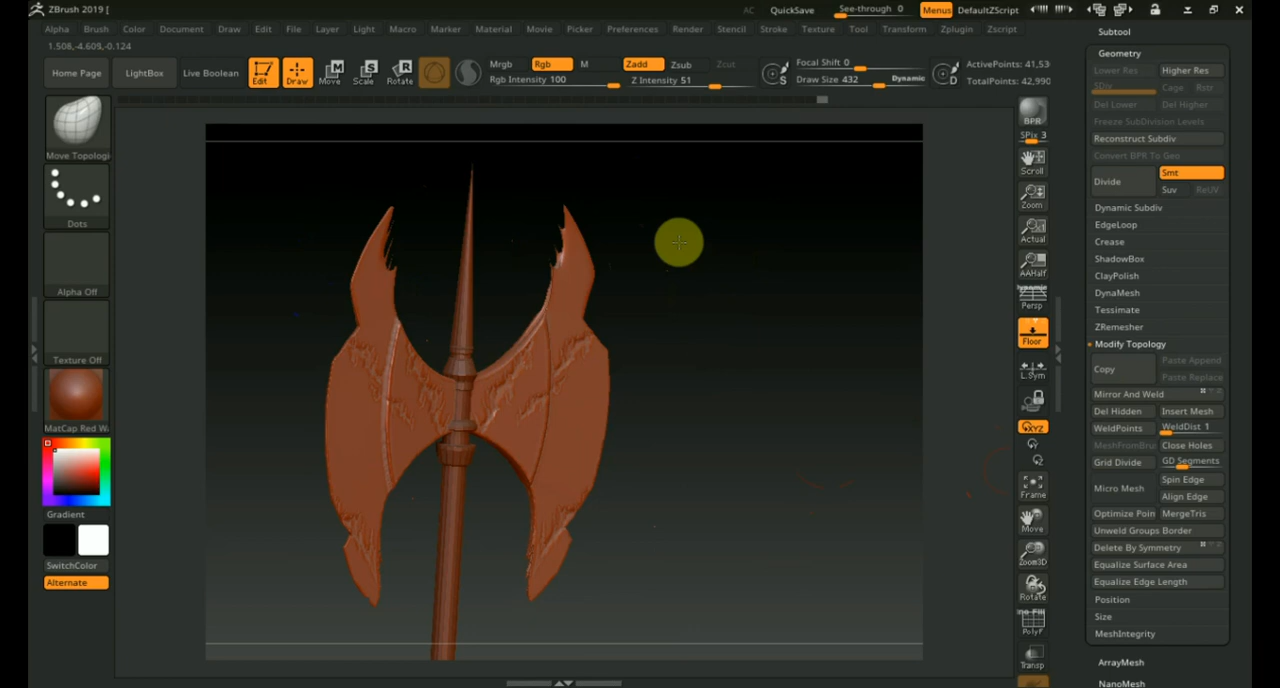 ZBrush 2019 [
AC QuickSave See-through 0 Menus DefaultZScript
Alpha Brush Color Document Draw Edit File Layer Light Macro Marker Material Movie Picker Preferences Render Stencil Stroke Texture Tool Transform Zplugin Zscript
1.508,-4.609,-0.124
Home Page
LightBox
Live Boolean
Edit
Draw
Move
Scale
Rotate
Mrgb Rgb M
Rgb Intensity 100
Zadd Zsub Zcut
Z Intensity 51
S
Focal Shift 0
Draw Size 432 Dynamic
D
ActivePoints: 41,53
TotalPoints: 42,990
Move Topologi
Dots
Alpha Off
Texture Off
MatCap Red W
Gradient
SwitchColor
Alternate
BPR
SPix 3
Scroll
Zoom
Actual
AAHalf
Persp
Floor
L.Sym
XYZ
Frame
Move
Zoom3D
Rotate
PolyF
Transp
Subtool
Geometry
Lower Res Higher Res
SDiv Cage Rstr
Del Lower Del Higher
Freeze SubDivision Levels
Reconstruct Subdiv
Convert BPR To Geo
Divide Smt
Suv ReUV
Dynamic Subdiv
EdgeLoop
Crease
ShadowBox
ClayPolish
DynaMesh
Tessimate
ZRemesher
Modify Topology
Copy Paste Append
Paste Replace
Mirror And Weld
Del Hidden Insert Mesh
WeldPoints WeldDist 1
MeshFromBru Close Holes
Grid Divide GD Segments
Micro Mesh Spin Edge
Align Edge
Optimize Poin MergeTris
Unweld Groups Border
Delete By Symmetry
Equalize Surface Area
Equalize Edge Length
Position
Size
MeshIntegrity
ArrayMesh
NanoMesh